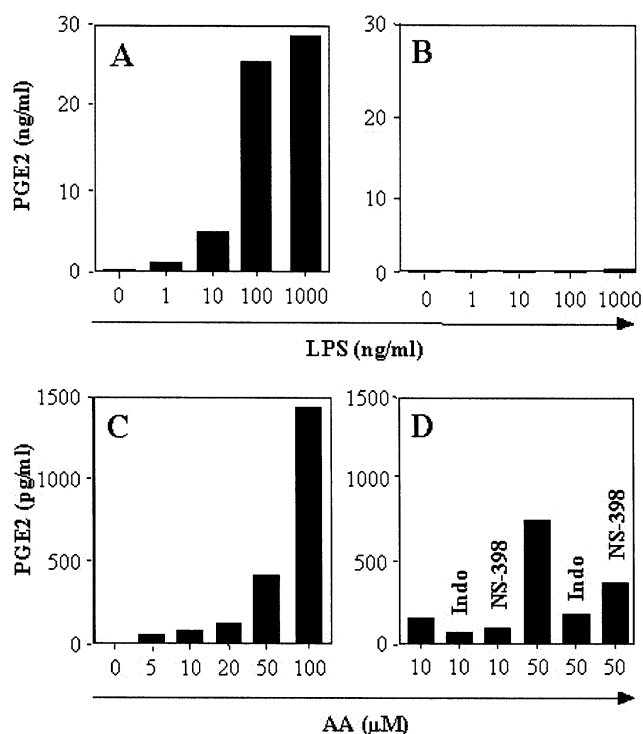 A
B
PGE2 (ng/ml)
30
20
10
0
30
20
10
0
0 1 10 100 1000
0 1 10 100 1000
LPS (ng/ml)
C
D
PGE2 (pg/ml)
1500
1000
500
0
1500
1000
500
0
Indo
NS-398
Indo
NS-398
0 5 10 20 50 100
10 10 10 50 50 50
AA (μM)